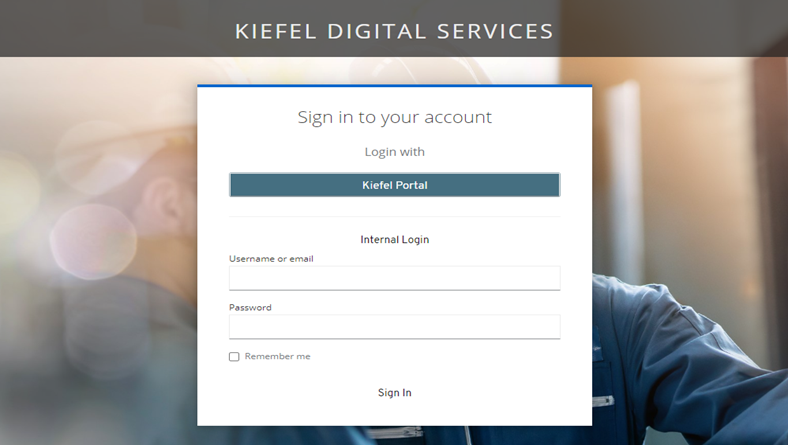 KIEFEL DIGITAL SERVICES
Sign in to your account
Login with
Kiefel Portal
Internal Login
Username or email
Password
Remember me
Sign In